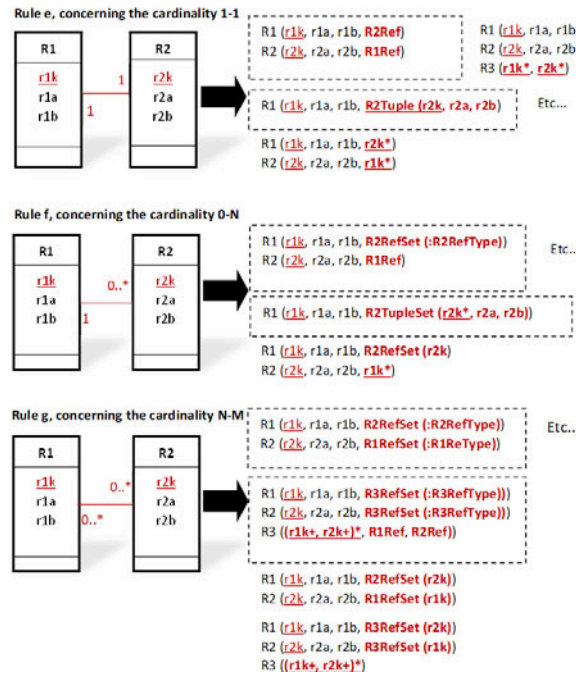 Rule e, concerning the cardinality 1-1
R1
R2
r1k
r1a
r1b
1
1
r2k
r2a
r2b
R1 (r1k, r1a, r1b, R2Ref)
R2 (r2k, r2a, r2b, R1Ref)
R1 (r1k, r1a, r1b
R2 (r2k, r2a, r2b
R3 (r1k*, r2k*)
R1 (r1k, r1a, r1b, R2Tuple (r2k, r2a, r2b)
Etc...
R1 (r1k, r1a, r1b, r2k*)
R2 (r2k, r2a, r2b, r1k*)
Rule f, concerning the cardinality 0-N
R1
R2
r1k
r1a
r1b
0..*
1
r2k
r2a
r2b
R1 (r1k, r1a, r1b, R2RefSet (:R2RefType))
R2 (r2k, r2a, r2b, R1Ref)
Etc..
R1 (r1k, r1a, r1b, R2TupleSet (r2k*, r2a, r2b))
R1 (r1k, r1a, r1b, R2RefSet (r2k)
R2 (r2k, r2a, r2b, r1k*)
Rule g, concerning the cardinality N-M
R1
R2
r1k
r1a
r1b
0..*
0..*
r2k
r2a
r2b
R1 (r1k, r1a, r1b, R2RefSet (:R2RefType))
R2 (r2k, r2a, r2b, R1RefSet (:R1ReType))
Etc..
R1 (r1k, r1a, r1b, R3RefSet (:R3RefType)))
R2 (r2k, r2a, r2b, R3RefSet (:R3RefType)))
R3 ((r1k+, r2k+)*, R1Ref, R2Ref))
R1 (r1k, r1a, r1b, R2RefSet (r2k))
R2 (r2k, r2a, r2b, R1RefSet (r1k))
R1 (r1k, r1a, r1b, R3RefSet (r2k))
R2 (r2k, r2a, r2b, R3RefSet (r1k))
R3 ((r1k+, r2k+)*)